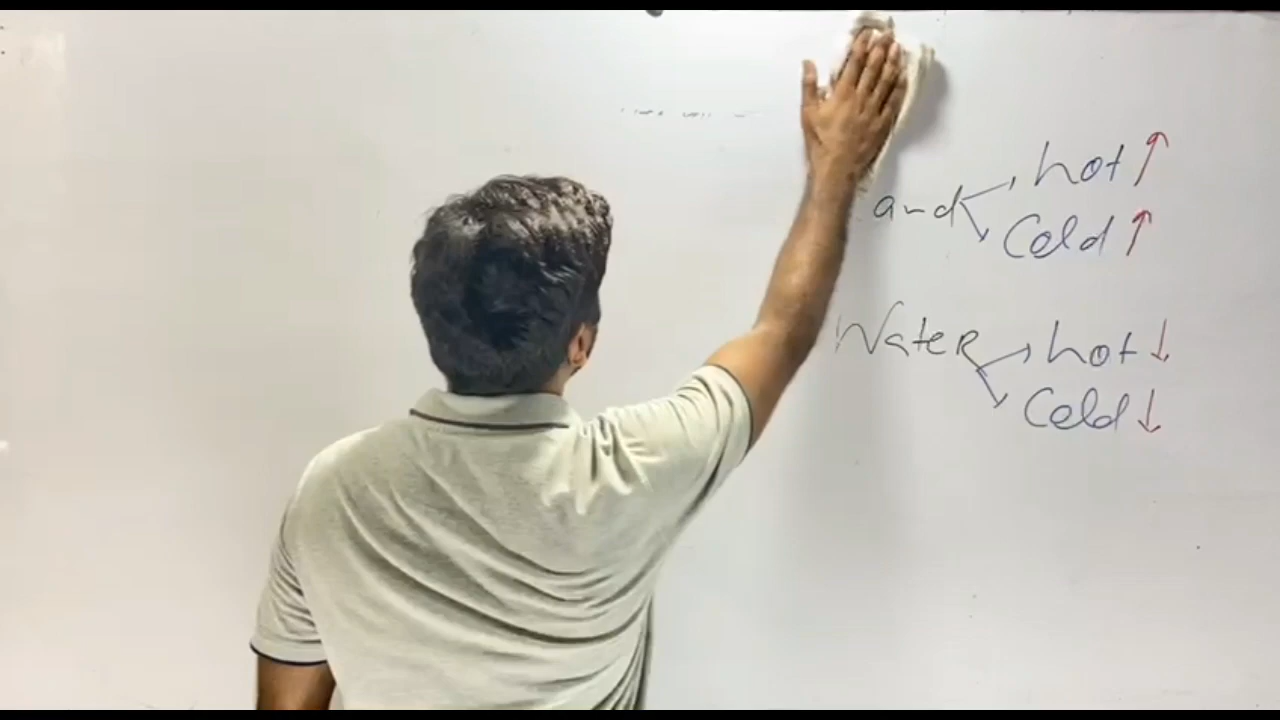 hot ↑
and
Cold ↑
hot ↓
Water
Cold ↓